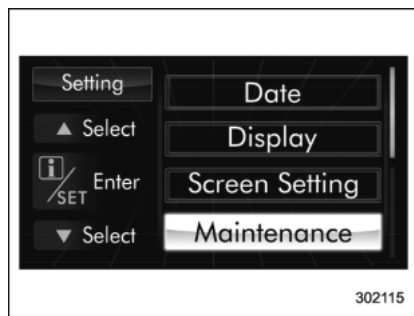 Setting
▲ Select
i/SET Enter
▼ Select
Date
Display
Screen Setting
Maintenance
302115